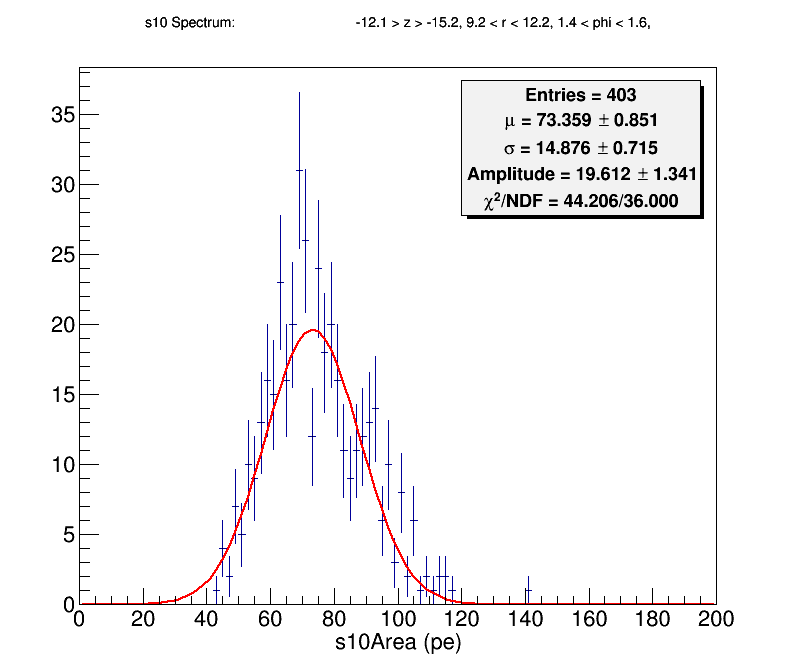 s10 Spectrum: -12.1 > z > -15.2, 9.2 < r < 12.2, 1.4 < phi < 1.6,
Entries = 403
μ = 73.359 ± 0.851
σ = 14.876 ± 0.715
Amplitude = 19.612 ± 1.341
χ²/NDF = 44.206/36.000
35
30
25
20
15
10
5
0
0 20 40 60 80 100 120 140 160 180 200
s10Area (pe)